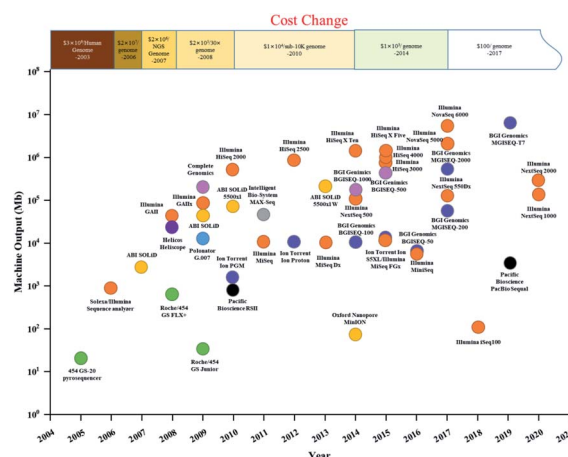 Cost Change
$3×10⁹/Human
Genome
-2003
$2×10⁷/
genome
-2006
$2×10⁶/
NGS
Genome
-2007
$2×10⁵/30×
genome
-2008
$1×10⁴/sub-10K genome
-2010
$1×10³/genome
-2014
$100/ genome
-2017
Machine Output (Mb)
10⁸
10⁷
10⁶
10⁵
10⁴
10³
10²
10¹
10⁰
454 GS-20
pyrosequencer
Solexa/Illumina
Sequence analyzer
ABI SOLiD
Illumina
GAII
Helicos
Heliscope
Roche/454
GS FLX+
Complete
Genomics
Illumina
GAIIx
ABI SOLiD
Polonator
G.007
Roche/454
GS Junior
Illumina
HiSeq 2000
ABI SOLiD
5500xl
Ion Torrent
Ion PGM
Pacific
Bioscience RSII
Intelligent
Bio-System
MAX-Seq
Illumina
MiSeq
Illumina
HiSeq 2500
Ion Torrent
Ion Proton
ABI SOLiD
5500xl W
Illumina
MiSeq Dx
Illumina
HiSeq X Ten
BGI Genimics
BGISEQ-1000
Illumina
NextSeq 500
BGI Genomics
BGISEQ-100
Oxford Nanopore
MinION
Illumina
HiSeq X Five
Illumina
HiSeq 4000
Illumina
HiSeq3000
BGI Genimics
BGISEQ-500
Ion Torrent Ion
S5XL/Illumina
MiSeq FGx
BGI Genomics
BGISEQ-50
Illumina
MiniSeq
Illumina
NovaSeq 6000
Illumina
NovaSeq 5000
BGI Genomics
MGISEQ-2000
Illumina
NextSeq 550Dx
BGI Genomics
MGISEQ-200
Illumina iSeq100
BGI Genomics
MGISEQ-T7
Pacific
Bioscience
PacBio Sequal
Illumina
NextSeq 2000
Illumina
NextSeq 1000
2004 2005 2006 2007 2008 2009 2010 2011 2012 2013 2014 2015 2016 2017 2018 2019 2020 2021
Year